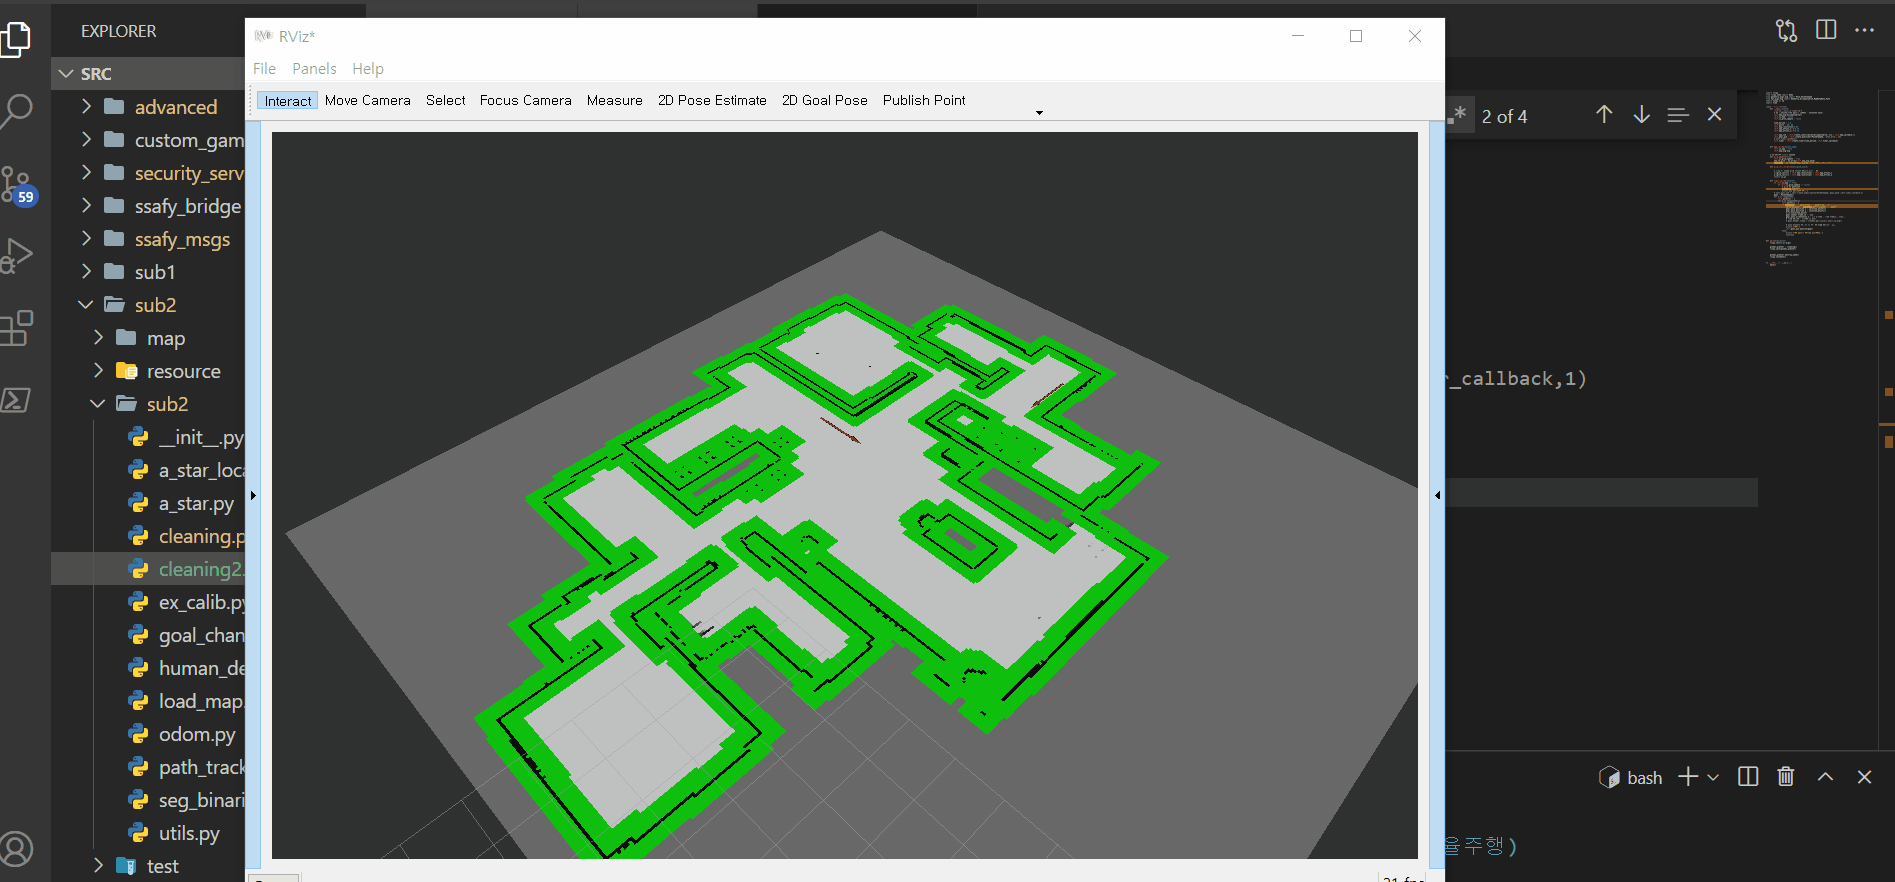 EXPLORER
SRC
advanced
custom_gam
security_serv
ssafy_bridge
ssafy_msgs
sub1
sub2
map
resource
sub2
__init__.py
a_star_loca
a_star.py
cleaning.p
cleaning2.
ex_calib.py
goal_chan
human_de
load_map.
odom.py
path_track
seg_binari
utils.py
test
59
RViz*
File Panels Help
Interact Move Camera Select Focus Camera Measure 2D Pose Estimate 2D Goal Pose Publish Point
.* 2 of 4
r_callback,1)
bash
율주행)